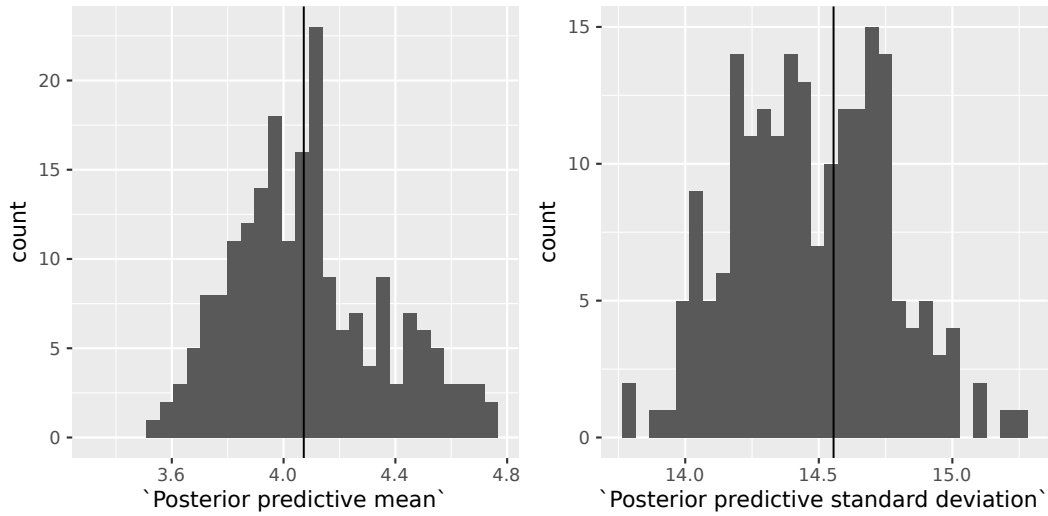 20
15
10
5
0
count
3.6 4.0 4.4 4.8
`Posterior predictive mean`
15
10
5
0
count
14.0 14.5 15.0
`Posterior predictive standard deviation`